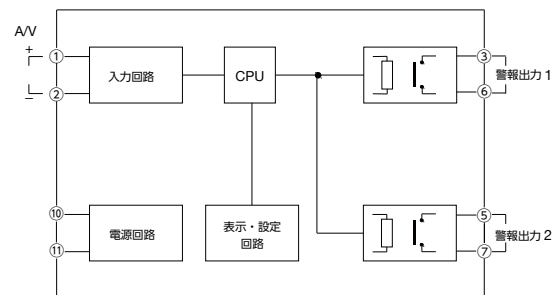 A/V
+
①
入力回路
CPU
③
警報出力 1
②
−
⑥
⑩
電源回路
表示・設定
回路
⑤
警報出力 2
⑪
⑦